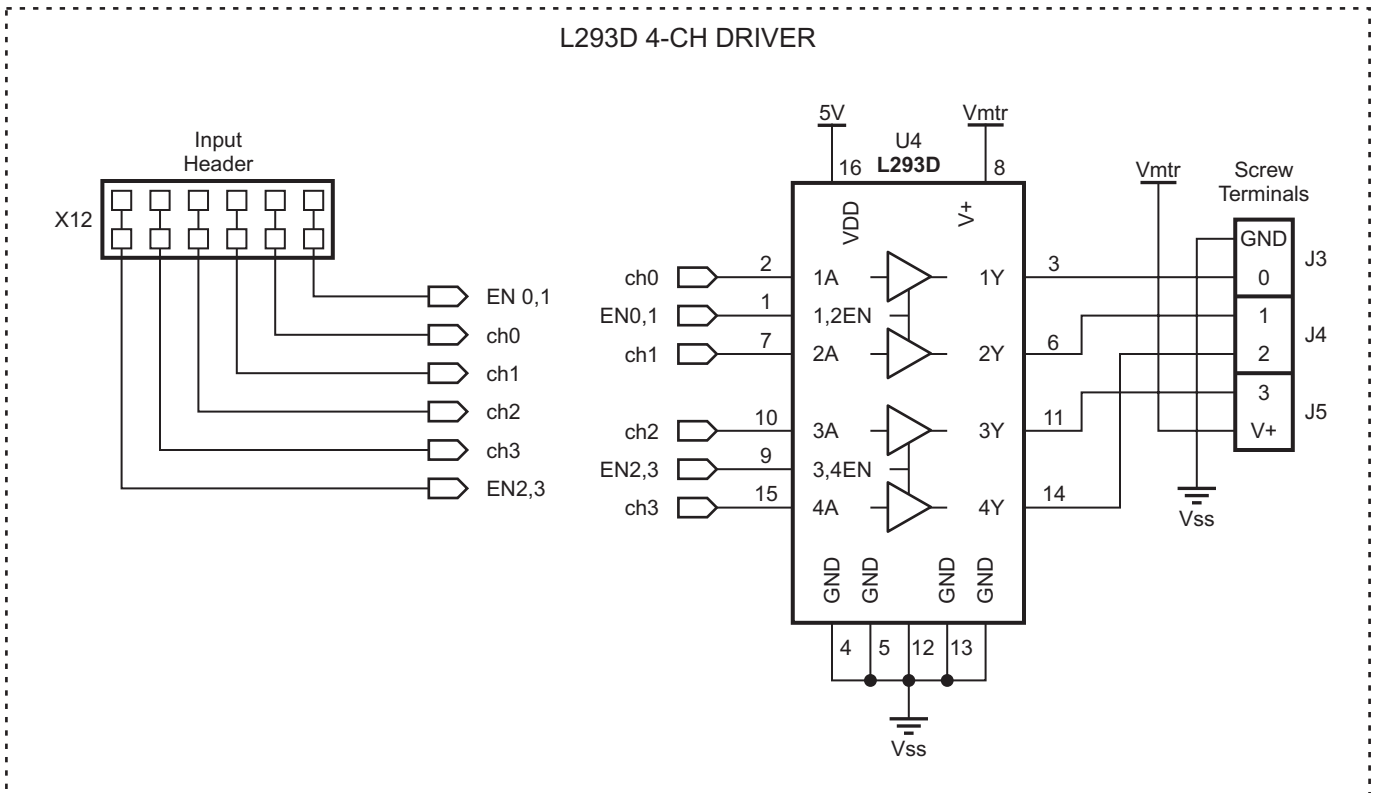 L293D 4-CH DRIVER
Input
Header
X12
EN 0,1
ch0
ch1
ch2
ch3
EN2,3
5V
Vmtr
U4
L293D
16
8
VDD
V+
ch0
2
1A
1Y
3
EN0,1
1
1,2EN
ch1
7
2A
2Y
6
ch2
10
3A
3Y
11
EN2,3
9
3,4EN
ch3
15
4A
4Y
14
GND
GND
GND
GND
4
5
12
13
Vss
Vmtr
Screw
Terminals
GND
0
J3
1
2
J4
3
V+
J5
Vss